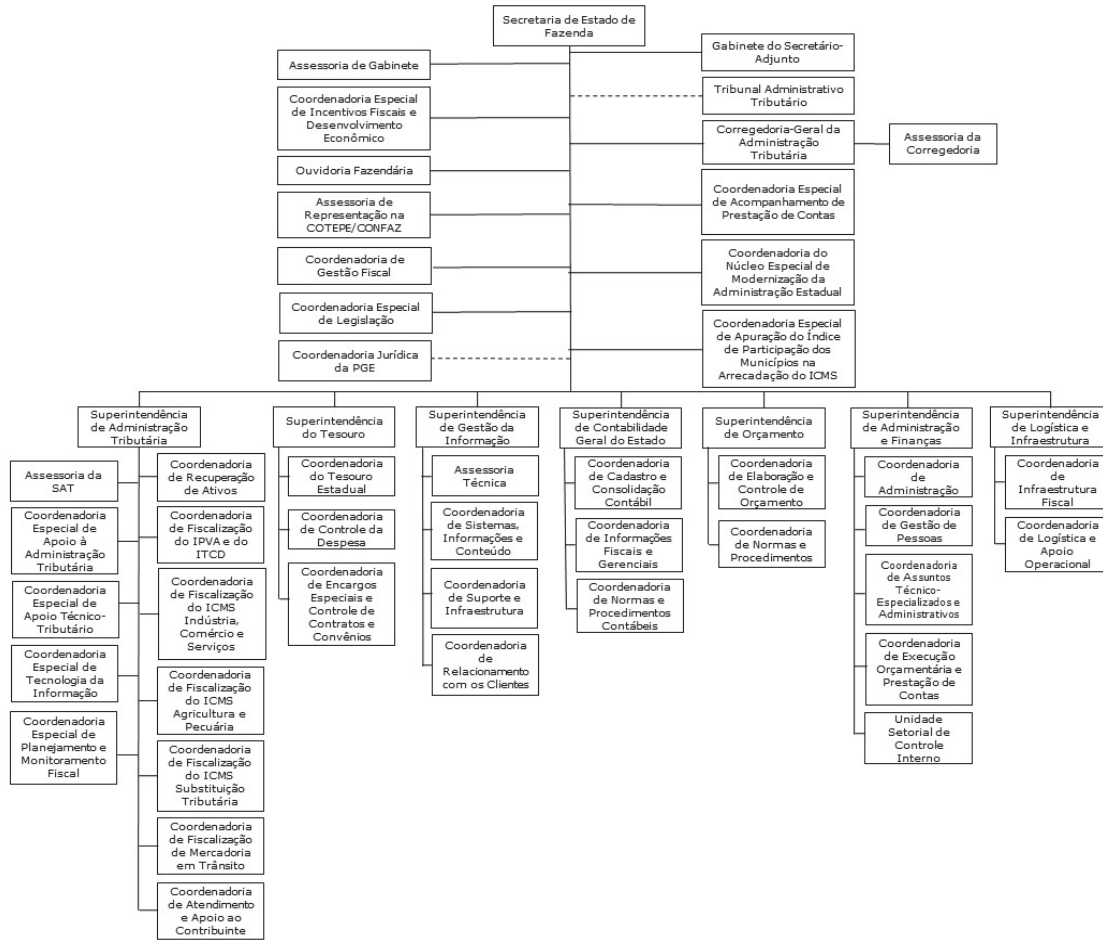 Secretaria de Estado de
Fazenda
Gabinete do Secretário-
Adjunto
Assessoria de Gabinete
Tribunal Administrativo
Tributário
Coordenadoria Especial
de Incentivos Fiscais e
Desenvolvimento
Econômico
Corregedoria-Geral da
Administração
Tributária
Assessoria da
Corregedoria
Ouvidoria Fazendária
Coordenadoria Especial
de Acompanhamento de
Prestação de Contas
Assessoria de
Representação na
COTEPE/CONFAZ
Coordenadoria de
Gestão Fiscal
Coordenadoria do
Núcleo Especial de
Modernização da
Administração Estadual
Coordenadoria Especial
de Legislação
Coordenadoria Especial
de Apuração do Índice
de Participação dos
Municípios na
Arrecadação do ICMS
Coordenadoria Jurídica
da PGE
Superintendência
de Administração
Tributária
Assessoria da
SAT
Coordenadoria
Especial de
Apoio à
Administração
Tributária
Coordenadoria
Especial de
Apoio Técnico-
Tributário
Coordenadoria
Especial de
Tecnologia da
Informação
Coordenadoria
Especial de
Planejamento e
Monitoramento
Fiscal
Coordenadoria
de Recuperação
de Ativos
Coordenadoria
de Fiscalização
do IPVA e do
ITCD
Coordenadoria
de Fiscalização
do ICMS
Indústria,
Comércio e
Serviços
Coordenadoria
de Fiscalização
do ICMS
Agricultura e
Pecuária
Coordenadoria
de Fiscalização
do ICMS
Substituição
Tributária
Coordenadoria
de Fiscalização
de Mercadoria
em Trânsito
Coordenadoria
de Atendimento
e Apoio ao
Contribuinte
Superintendência
do Tesouro
Coordenadoria
do Tesouro
Estadual
Coordenadoria
de Controle da
Despesa
Coordenadoria
de Encargos
Especiais e
Controle de
Contratos e
Convênios
Superintendência
de Gestão da
Informação
Assessoria
Técnica
Coordenadoria
de Sistemas,
Informações e
Conteúdo
Coordenadoria
de Suporte e
Infraestrutura
Coordenadoria
de
Relacionamento
com os Clientes
Superintendência
de Contabilidade
Geral do Estado
Coordenadoria
de Cadastro e
Consolidação
Contábil
Coordenadoria
de Informações
Fiscais e
Gerenciais
Coordenadoria
de Normas e
Procedimentos
Contábeis
Superintendência
de Orçamento
Coordenadoria
de Elaboração e
Controle de
Orçamento
Coordenadoria
de Normas e
Procedimentos
Superintendência
de Administração
e Finanças
Coordenadoria
de
Administração
Coordenadoria
de Gestão de
Pessoas
Coordenadoria
de Assuntos
Técnico-
Especializados e
Administrativos
Coordenadoria
de Execução
Orçamentária e
Prestação de
Contas
Unidade
Setorial de
Controle
Interno
Superintendência
de Logística e
Infraestrutura
Coordenadoria
de
Infraestrutura
Fiscal
Coordenadoria
de Logística e
Apoio
Operacional